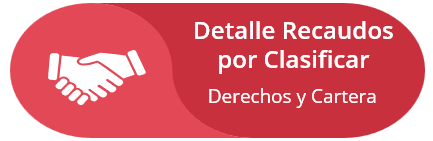 Detalle Recaudos
por Clasificar
Derechos y Cartera